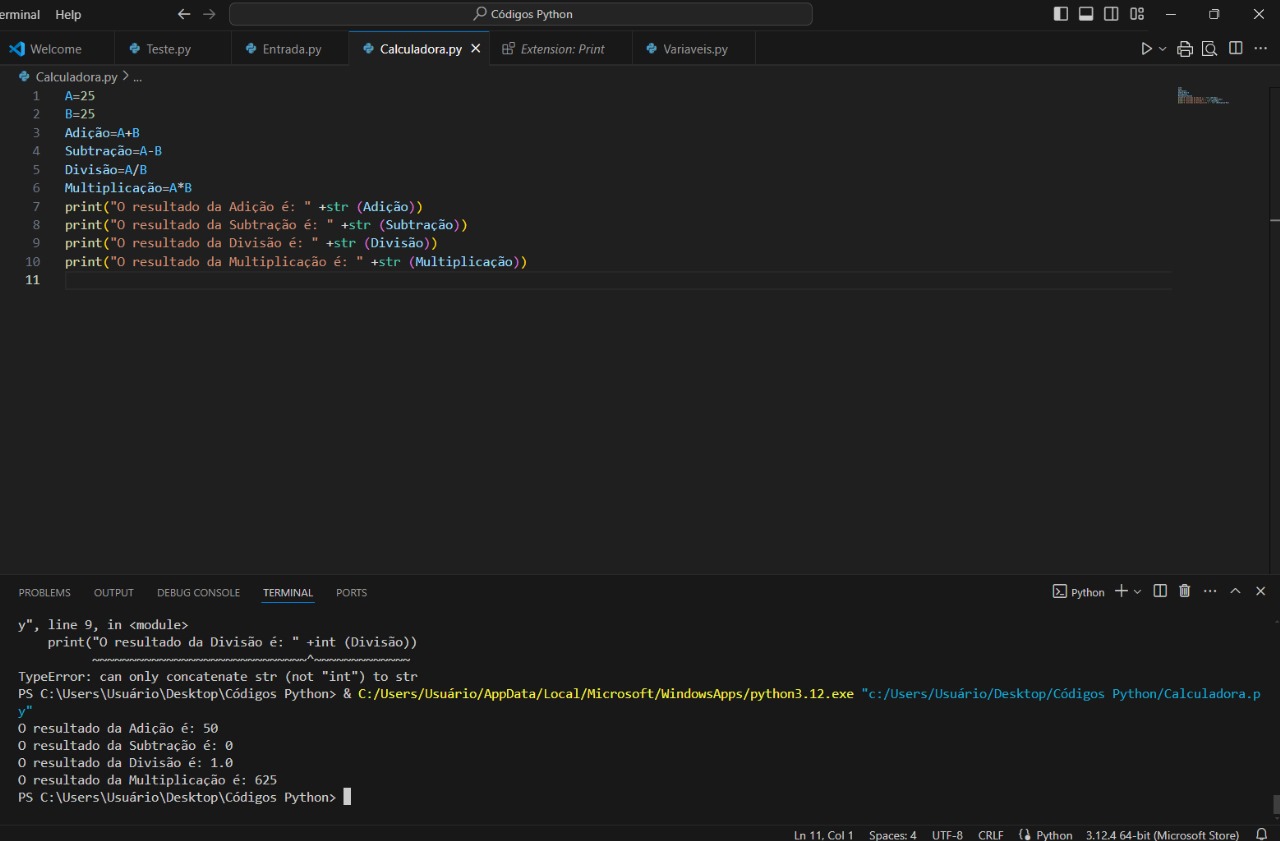 erminal Help
Códigos Python
Welcome Teste.py Entrada.py Calculadora.py Extension: Print Variaveis.py
Calculadora.py > ...
1 A=25
2 B=25
3 Adição=A+B
4 Subtração=A-B
5 Divisão=A/B
6 Multiplicação=A*B
7 print("O resultado da Adição é: " +str (Adição))
8 print("O resultado da Subtração é: " +str (Subtração))
9 print("O resultado da Divisão é: " +str (Divisão))
10 print("O resultado da Multiplicação é: " +str (Multiplicação))
11
PROBLEMS OUTPUT DEBUG CONSOLE TERMINAL PORTS
Python
y", line 9, in <module>
print("O resultado da Divisão é: " +int (Divisão))
~~~~~~~~~~~~~~~~~~~~~~~~~~~~~^~~~~~~~~~~~~~
TypeError: can only concatenate str (not "int") to str
PS C:\Users\Usuário\Desktop\Códigos Python> & C:/Users/Usuário/AppData/Local/Microsoft/WindowsApps/python3.12.exe "c:/Users/Usuário/Desktop/Códigos Python/Calculadora.p
y"
O resultado da Adição é: 50
O resultado da Subtração é: 0
O resultado da Divisão é: 1.0
O resultado da Multiplicação é: 625
PS C:\Users\Usuário\Desktop\Códigos Python>
Ln 11, Col 1 Spaces: 4 UTF-8 CRLF Python 3.12.4 64-bit (Microsoft Store)